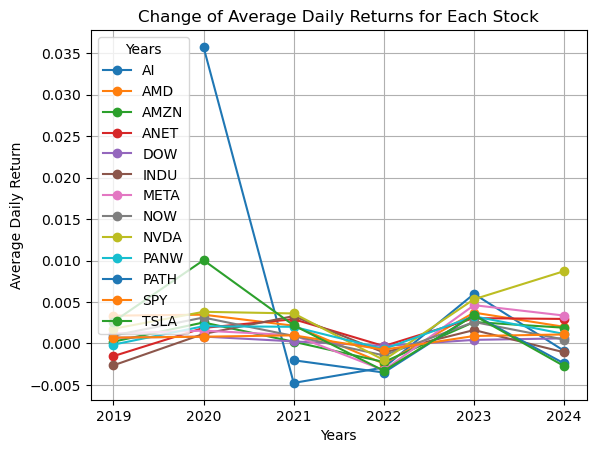 Change of Average Daily Returns for Each Stock
Average Daily Return
0.035
0.030
0.025
0.020
0.015
0.010
0.005
0.000
−0.005
Years
AI
AMD
AMZN
ANET
DOW
INDU
META
NOW
NVDA
PANW
PATH
SPY
TSLA
2019 2020 2021 2022 2023 2024
Years